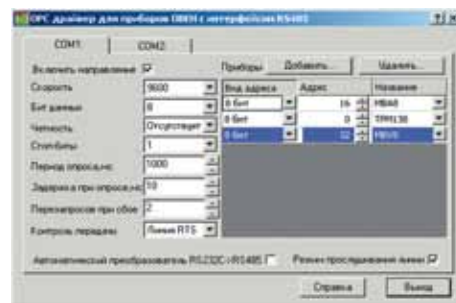 OPC драйвер для приборов ОВЕН с интерфейсом RS485
COM1 COM2
Включить направление
Приборы Добавить... Удалить...
Скорость 9600
Вид адреса Адрес Название
Бит данных 8
8 бит 16 МВА8
Четность Отсутствует
8 бит 8 ТРМ138
Стоп биты 1
8 бит 32
Период опроса,мс 1000
Задержка при опросе,мс 10
Перезапросов при сбое 2
Контроль передачи Линия RTS
Автоматический преобразователь RS232C->RS485
Режим прослушивания линии
Справка Выход